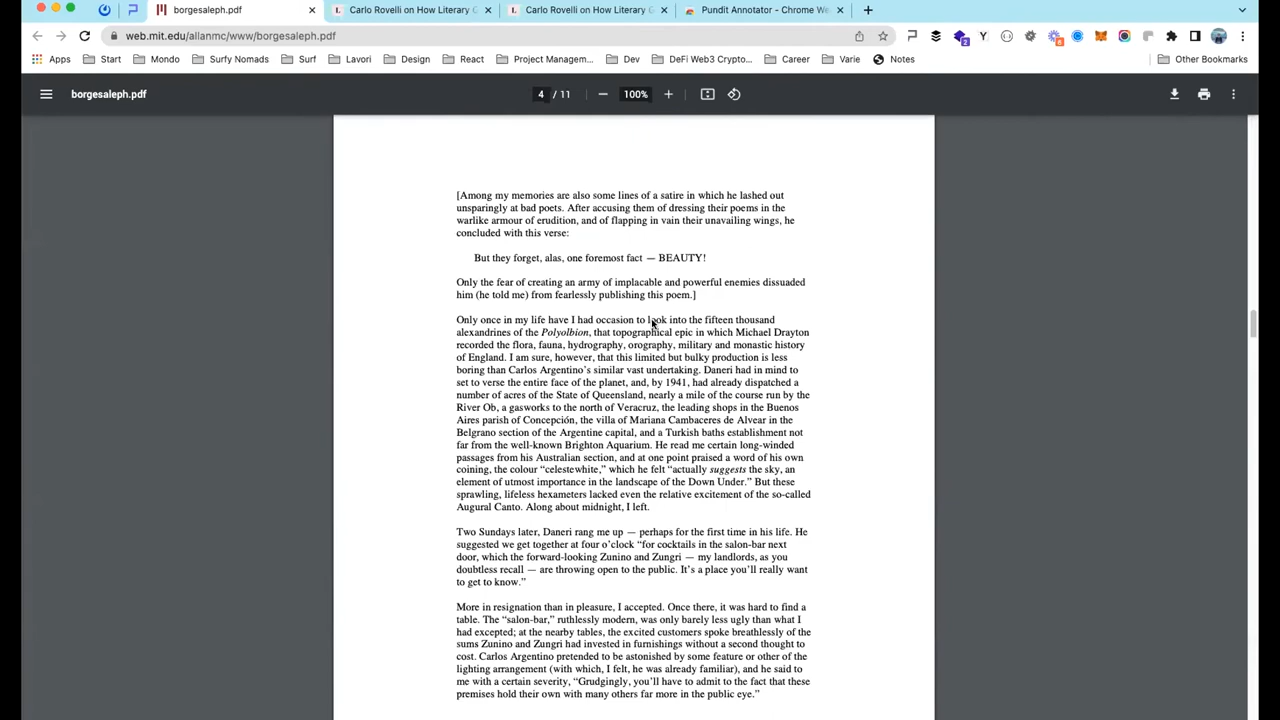 borgesaleph.pdf
Carlo Rovelli on How Literary G
Carlo Rovelli on How Literary G
Pundit Annotator - Chrome We
web.mit.edu/allanmc/www/borgesaleph.pdf
Apps Start Mondo Surfy Nomads Surf Lavori Design React Project Managem... Dev DeFi Web3 Crypto... Career Varie Notes Other Bookmarks
borgesaleph.pdf 4 / 11 100%
[Among my memories are also some lines of a satire in which he lashed out
unsparingly at bad poets. After accusing them of dressing their poems in the
warlike armour of erudition, and of flapping in vain their unavailing wings, he
concluded with this verse:
But they forget, alas, one foremost fact — BEAUTY!
Only the fear of creating an army of implacable and powerful enemies dissuaded
him (he told me) from fearlessly publishing this poem.]
Only once in my life have I had occasion to look into the fifteen thousand
alexandrines of the Polyolbion, that topographical epic in which Michael Drayton
recorded the flora, fauna, hydrography, orography, military and monastic history
of England. I am sure, however, that this limited but bulky production is less
boring than Carlos Argentino's similar vast undertaking. Daneri had in mind to
set to verse the entire face of the planet, and, by 1941, had already dispatched a
number of acres of the State of Queensland, nearly a mile of the course run by the
River Ob, a gasworks to the north of Veracruz, the leading shops in the Buenos
Aires parish of Concepción, the villa of Mariana Cambaceres de Alvear in the
Belgrano section of the Argentine capital, and a Turkish baths establishment not
far from the well-known Brighton Aquarium. He read me certain long-winded
passages from his Australian section, and at one point praised a word of his own
coining, the colour “celestewhite,” which he felt “actually suggests the sky, an
element of utmost importance in the landscape of the Down Under.” But these
sprawling, lifeless hexameters lacked even the relative excitement of the so-called
Augural Canto. Along about midnight, I left.
Two Sundays later, Daneri rang me up — perhaps for the first time in his life. He
suggested we get together at four o’clock “for cocktails in the salon-bar next
door, which the forward-looking Zunino and Zungri — my landlords, as you
doubtless recall — are throwing open to the public. It’s a place you’ll really want
to get to know.”
More in resignation than in pleasure, I accepted. Once there, it was hard to find a
table. The “salon-bar,” ruthlessly modern, was only barely less ugly than what I
had excepted; at the nearby tables, the excited customers spoke breathlessly of the
sums Zunino and Zungri had invested in furnishings without a second thought to
cost. Carlos Argentino pretended to be astonished by some feature or other of the
lighting arrangement (with which, I felt, he was already familiar), and he said to
me with a certain severity, “Grudgingly, you’ll have to admit to the fact that these
premises hold their own with many others far more in the public eye.”